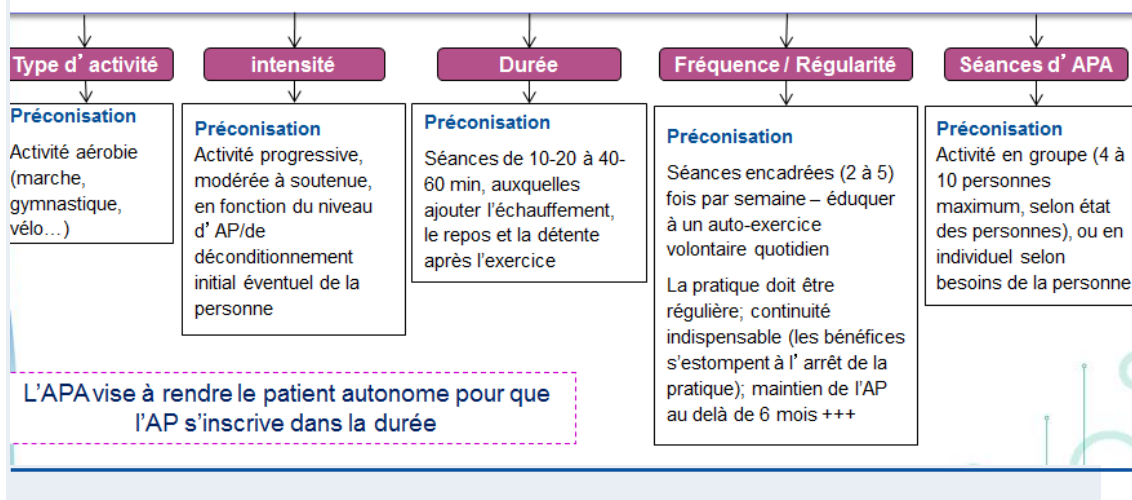 Type d’activité
Préconisation
Activité aérobie
(marche,
gymnastique,
vélo…)
intensité
Préconisation
Activité progressive,
modérée à soutenue,
en fonction du niveau
d’AP/de
déconditionnement
initial éventuel de la
personne
Durée
Préconisation
Séances de 10-20 à 40-
60 min, auxquelles
ajouter l’échauffement,
le repos et la détente
après l’exercice
Fréquence / Régularité
Préconisation
Séances encadrées (2 à 5)
fois par semaine – éduquer
à un auto-exercice
volontaire quotidien
La pratique doit être
régulière; continuité
indispensable (les bénéfices
s’estompent à l’arrêt de la
pratique); maintien de l’AP
au delà de 6 mois +++
Séances d’APA
Préconisation
Activité en groupe (4 à
10 personnes
maximum, selon état
des personnes), ou en
individuel selon
besoins de la personne
L’APA vise à rendre le patient autonome pour que
l’AP s’inscrive dans la durée